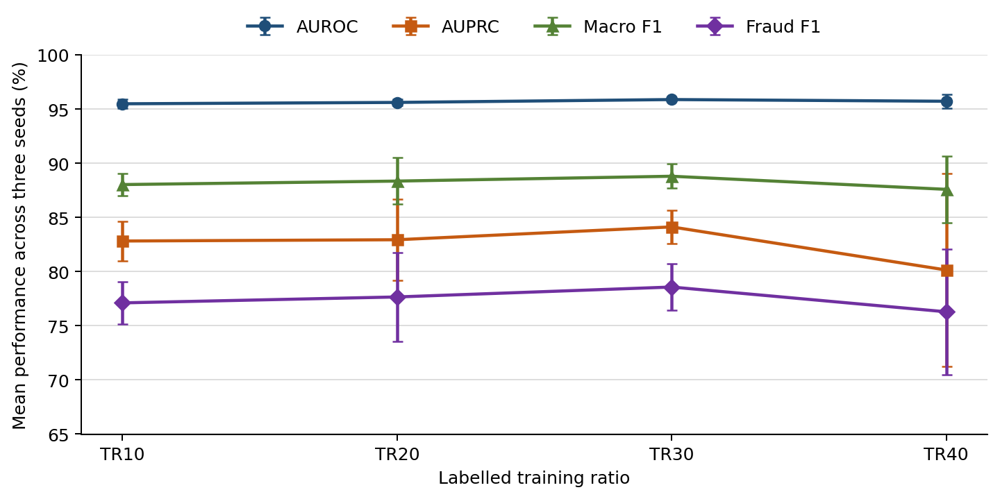 AUROC AUPRC Macro F1 Fraud F1
Mean performance across three seeds (%)
100
95
90
85
80
75
70
65
TR10 TR20 TR30 TR40
Labelled training ratio